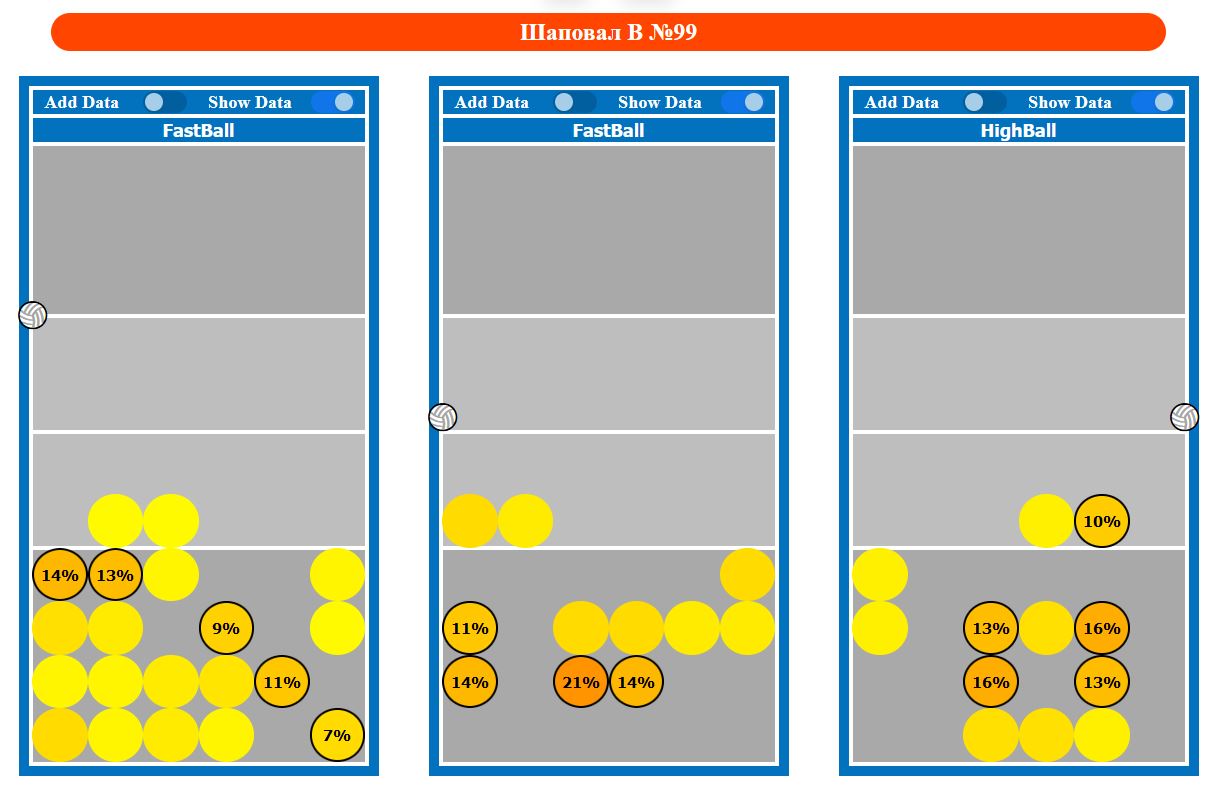 Шаповал В №99
Add Data Show Data
FastBall
14% 13%
9%
11%
7%
Add Data Show Data
FastBall
11%
14% 21% 14%
Add Data Show Data
HighBall
10%
13% 16%
16% 13%